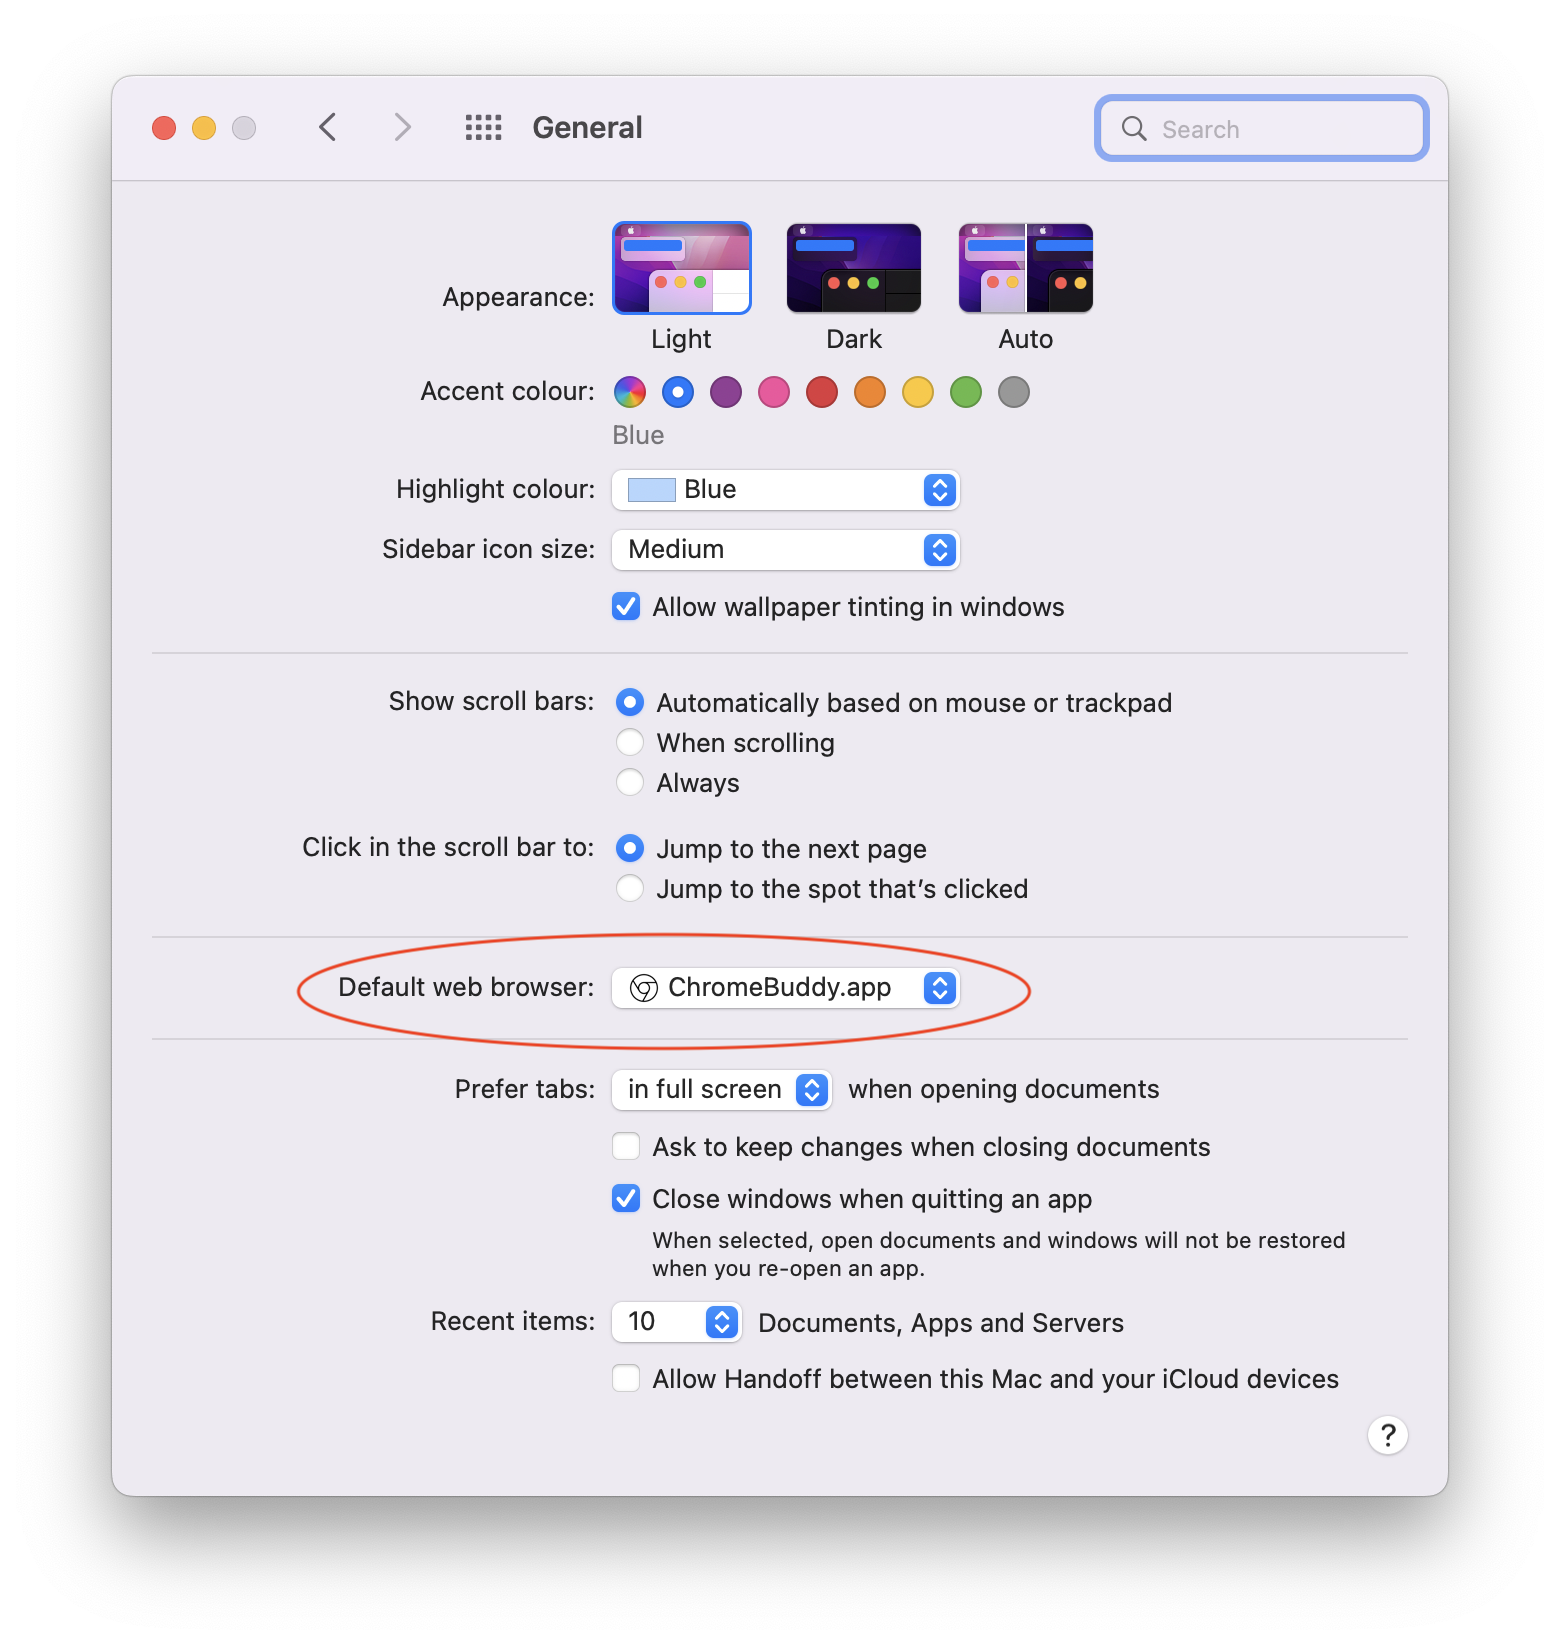 General
Search
Appearance:
Light
Dark
Auto
Accent colour:
Blue
Highlight colour: Blue
Sidebar icon size: Medium
Allow wallpaper tinting in windows
Show scroll bars: Automatically based on mouse or trackpad
When scrolling
Always
Click in the scroll bar to: Jump to the next page
Jump to the spot that’s clicked
Default web browser: ChromeBuddy.app
Prefer tabs: in full screen when opening documents
Ask to keep changes when closing documents
Close windows when quitting an app
When selected, open documents and windows will not be restored
when you re-open an app.
Recent items: 10 Documents, Apps and Servers
Allow Handoff between this Mac and your iCloud devices
?